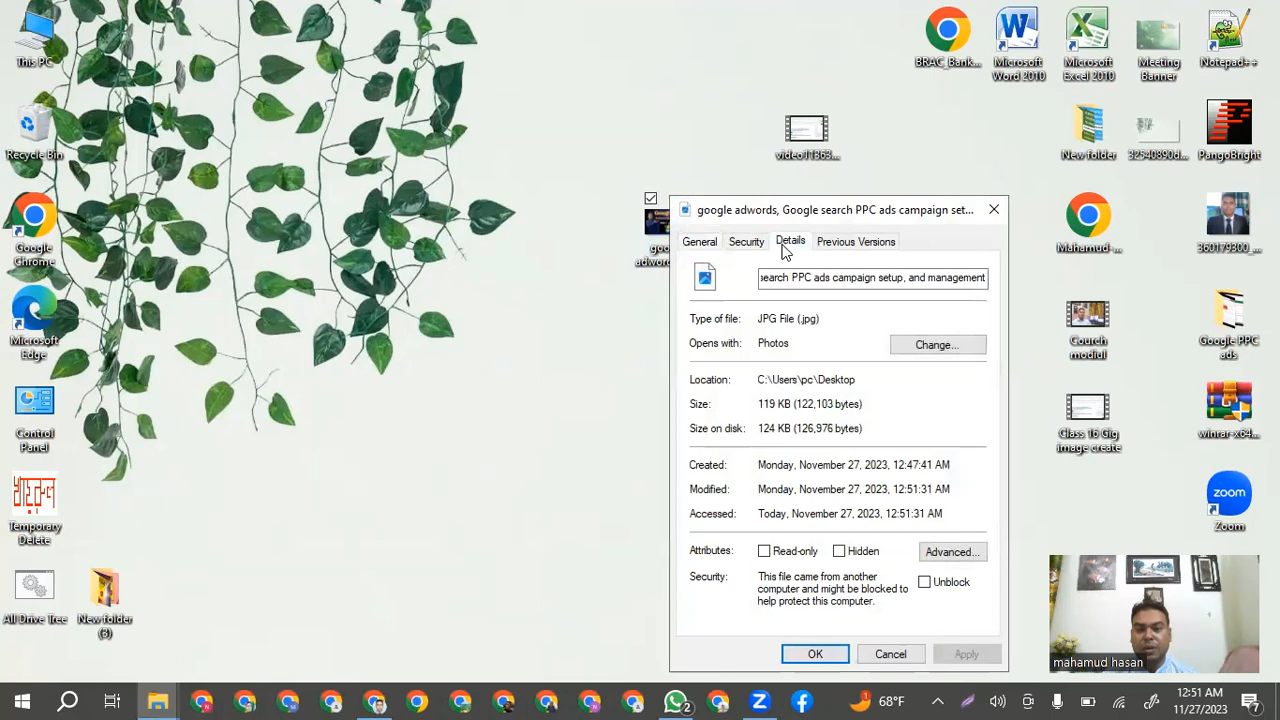 This PC
Recycle Bin
Google
Chrome
Microsoft
Edge
Control
Panel
Temporary
Delete
All Drive Tree
New folder
(3)
video11363...
goo
adword
BRAC_Bank...
Microsoft
Word 2010
Microsoft
Excel 2010
Meeting
Banner
Notepad++
New folder
32540890d...
PangoBright
Mahamud-...
360179300_...
Courch
modiul
Google PPC
ads
Class 16 Gig
image create
winrar-x64...
zoom
Zoom
google adwords, Google search PPC ads campaign set...
General
Security
Details
Previous Versions
search PPC ads campaign setup, and management
Type of file: JPG File (.jpg)
Opens with: Photos
Change...
Location: C:\Users\pc\Desktop
Size: 119 KB (122,103 bytes)
Size on disk: 124 KB (126,976 bytes)
Created: Monday, November 27, 2023, 12:47:41 AM
Modified: Monday, November 27, 2023, 12:51:31 AM
Accessed: Today, November 27, 2023, 12:51:31 AM
Attributes: Read-only Hidden Advanced...
Security: This file came from another
computer and might be blocked to
help protect this computer.
Unblock
OK
Cancel
Apply
mahamud hasan
2
68°F
12:51 AM
11/27/2023
7